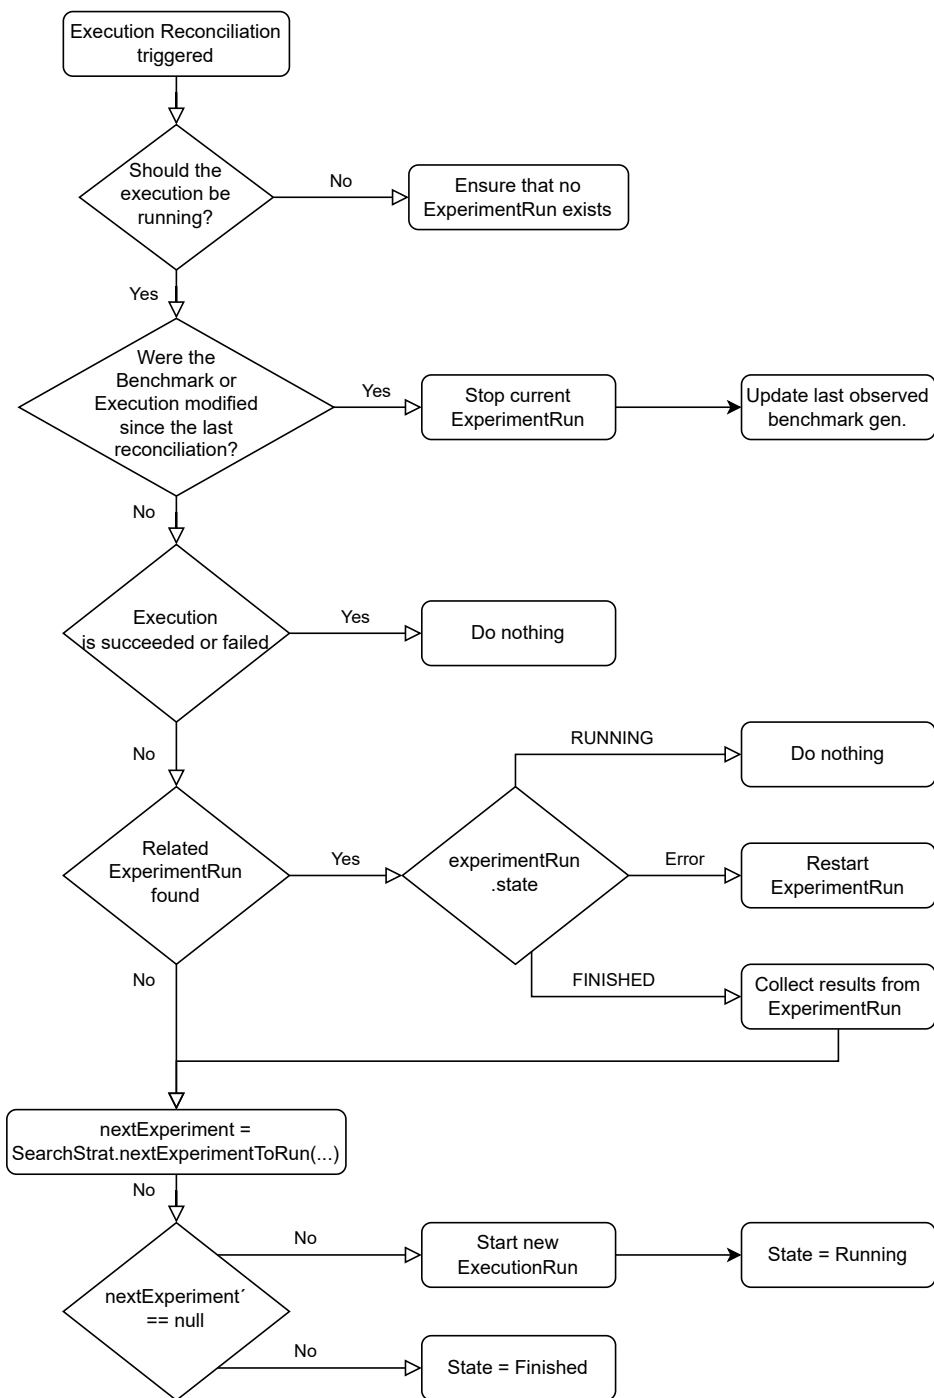 Execution Reconciliation
triggered
Should the
execution be
running?
No
Ensure that no
ExperimentRun exists
Yes
Were the
Benchmark or
Execution modified
since the last
reconciliation?
Yes
Stop current
ExperimentRun
Update last observed
benchmark gen.
No
Execution
is succeeded or failed
Yes
Do nothing
No
RUNNING
Do nothing
Related
ExperimentRun
found
Yes
experimentRun
.state
Error
Restart
ExperimentRun
No
FINISHED
Collect results from
ExperimentRun
nextExperiment =
SearchStrat.nextExperimentToRun(...)
No
nextExperiment´
== null
No
Start new
ExecutionRun
State = Running
No
State = Finished